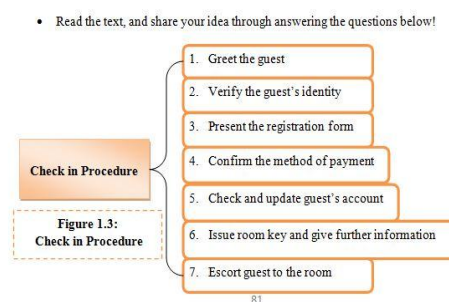 • Read the text, and share your idea through answering the questions below!
1. Greet the guest
2. Verify the guest's identity
3. Present the registration form
4. Confirm the method of payment
Check in Procedure
5. Check and update guest's account
Figure 1.3:
Check in Procedure
6. Issue room key and give further information
7. Escort guest to the room
81